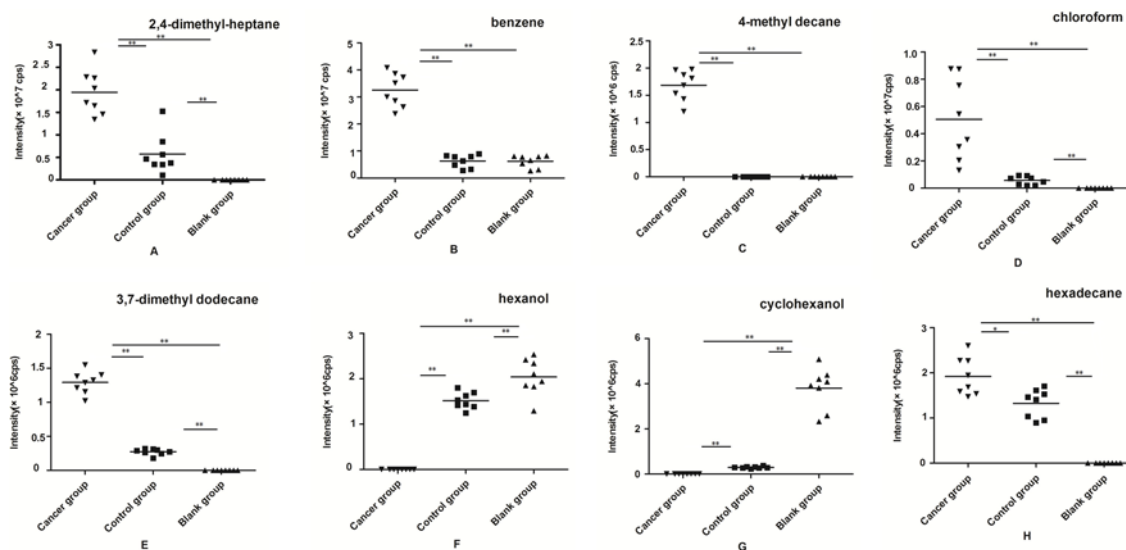 2,4-dimethyl-heptane
**
**
**
Intensity(× 10^7 cps)
3
2.5
2
1.5
1
0.5
0
Cancer group
Control group
Blank group
A
benzene
**
**
Intensity(× 10^7 cps)
5
4
3
2
1
0
Cancer group
Control group
Blank group
B
4-methyl decane
**
**
Intensity(× 10^6 cps)
2.5
2.0
1.5
1.0
0.5
0
Cancer group
Control group
Blank group
C
chloroform
**
**
**
Intensity(× 10^7cps)
1.0
0.8
0.6
0.4
0.2
0
Cancer group
Control group
Blank group
D
3,7-dimethyl dodecane
**
**
**
Intensity(× 10^6cps)
2
1.5
1
0.5
0
Cancer group
Control group
Blank group
E
hexanol
**
**
**
Intensity(× 10^6cps)
3
2
1
0
Cancer group
Control group
Blank group
F
cyclohexanol
**
**
**
Intensity(× 10^6cps)
6
4
2
0
Cancer group
Control group
Blank group
G
hexadecane
**
*
**
Intensity(× 10^6cps)
3
2
1
0
Cancer group
Control group
Blank group
H